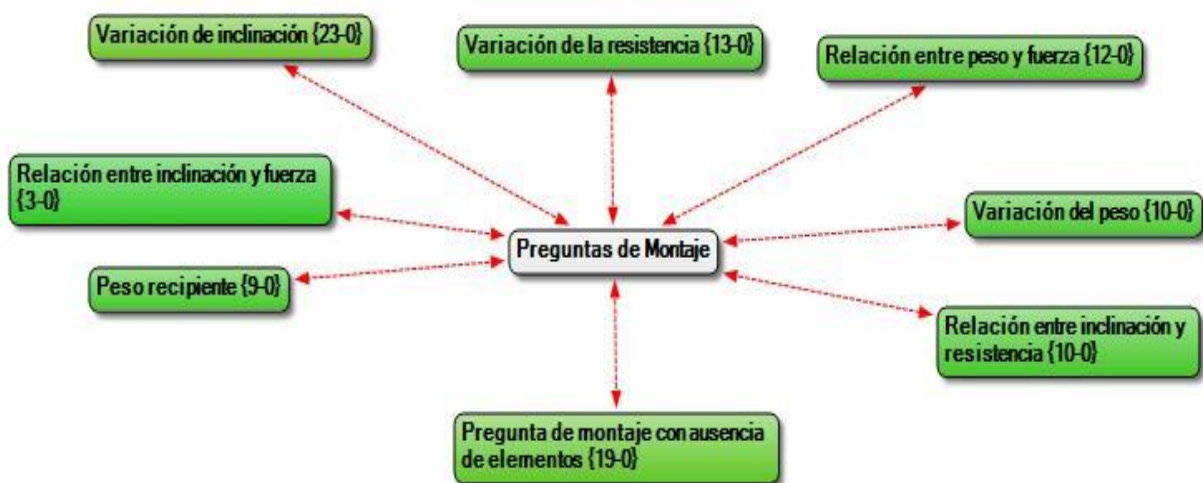 Variación de inclinación {23-0}
Variación de la resistencia {13-0}
Relación entre peso y fuerza {12-0}
Relación entre inclinación y fuerza
{3-0}
Variación del peso {10-0}
Preguntas de Montaje
Peso recipiente {9-0}
Relación entre inclinación y
resistencia {10-0}
Pregunta de montaje con ausencia
de elementos {19-0}